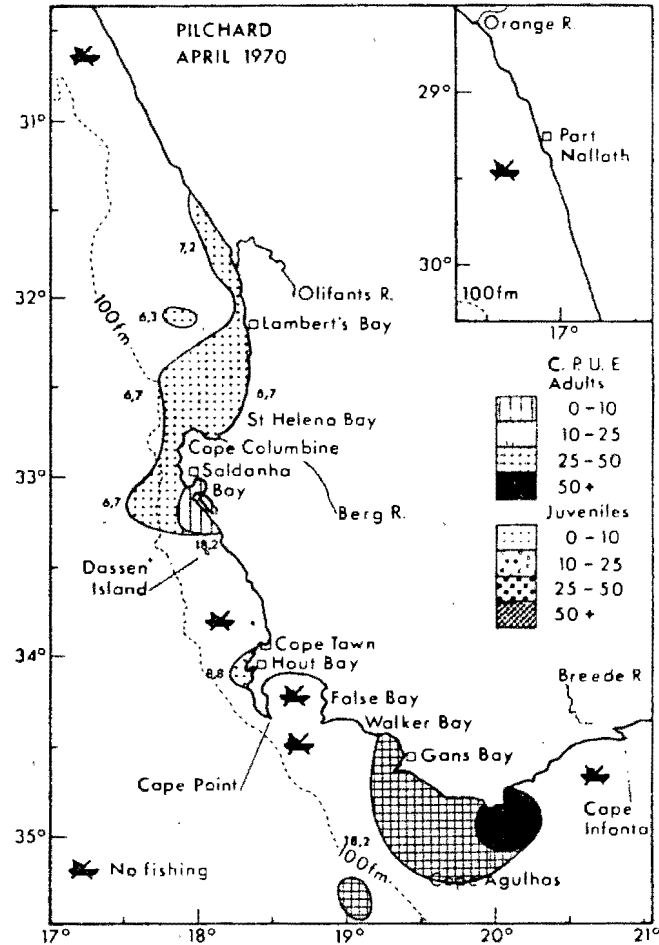 PILCHARD
APRIL 1970
Orange R.
29°
Part
Nallath
30°
100fm
17°
31°
7,2
32°
100fm
6,3
Olifants R.
Lambert's Bay
6,7
6,7
St Helena Bay
Cape Columbine
33°
Saldanha
Bay
6,7
Berg R.
18,2
Dassen
Island
34°
Cape Town
Hout Bay
8,8
False Bay
Walker Bay
Breede R
Gans Bay
Cape Point
Cape
Infanta
35°
18,2
100fm
Cape Agulhas
No fishing
17°
18°
19°
20°
21°
C. P. U. E
Adults
0-10
10-25
25-50
50+
Juveniles
0-10
10-25
25-50
50+